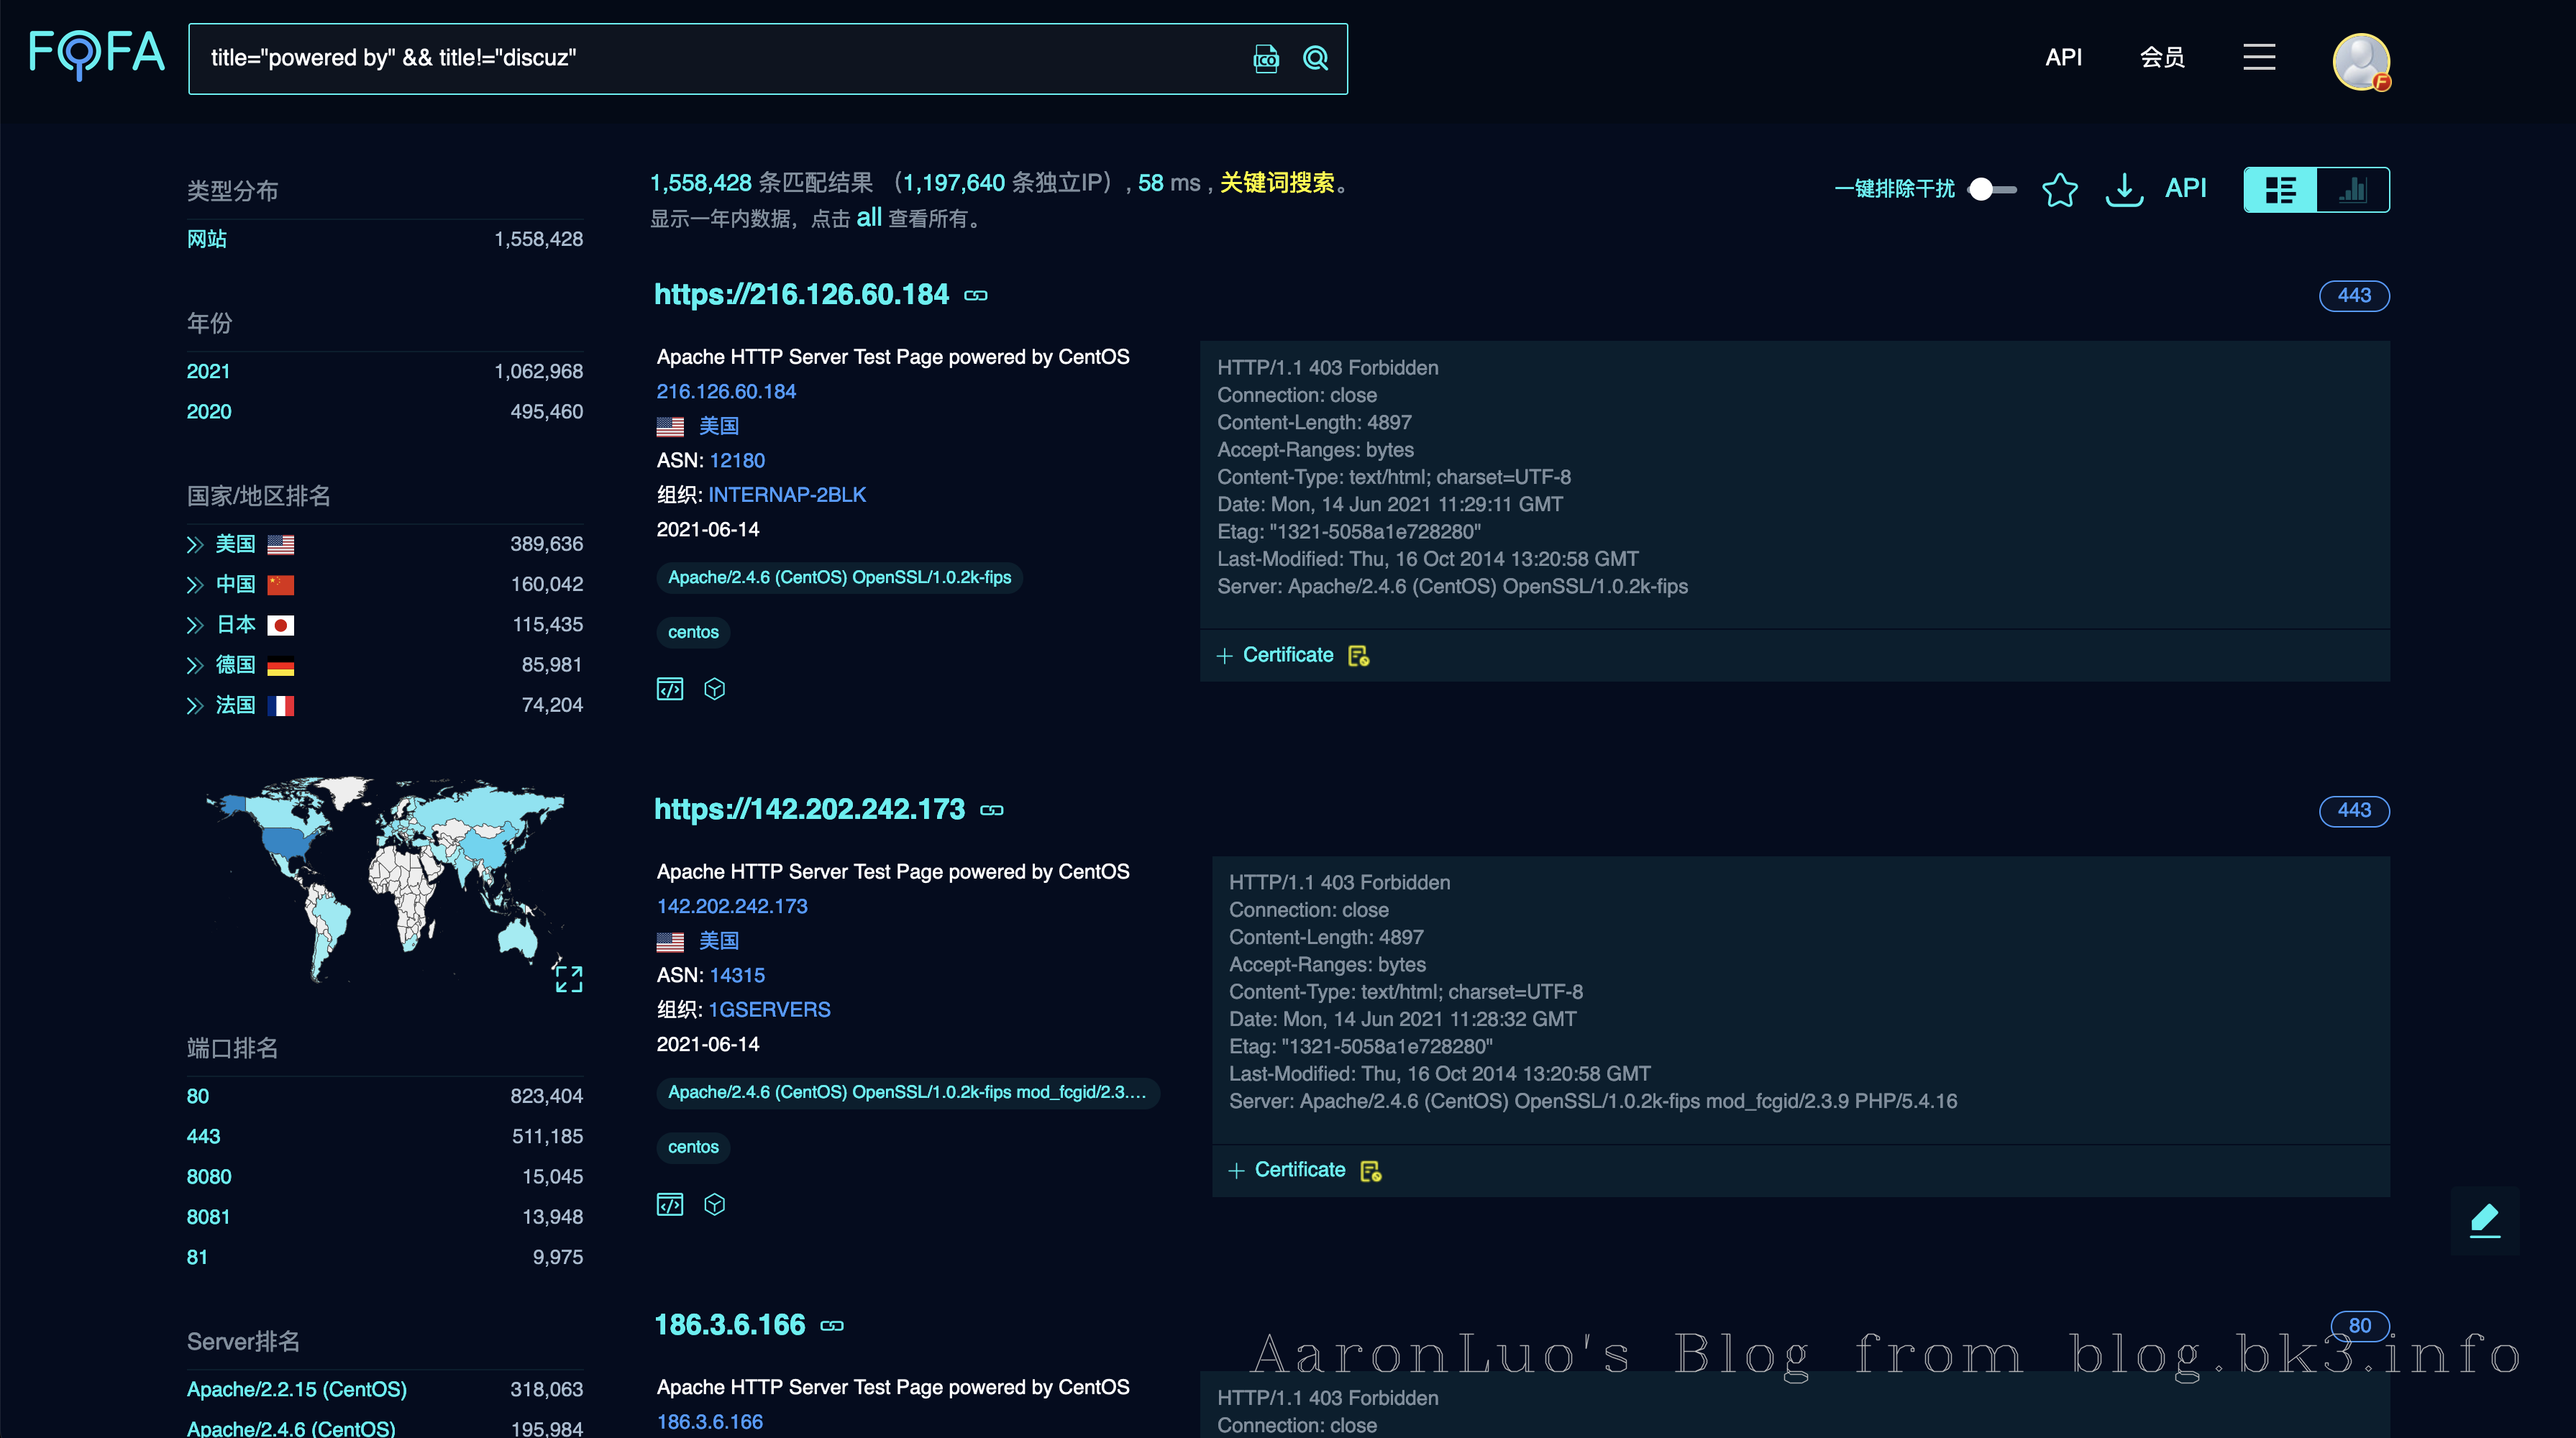 FOFA
title="powered by" && title!="discuz"
ICO
API
会员
F
类型分布
网站 1,558,428
年份
2021 1,062,968
2020 495,460
国家/地区排名
美国 389,636
中国 160,042
日本 115,435
德国 85,981
法国 74,204
端口排名
80 823,404
443 511,185
8080 15,045
8081 13,948
81 9,975
Server排名
Apache/2.2.15 (CentOS) 318,063
Apache/2.4.6 (CentOS) 195,984
1,558,428 条匹配结果 （1,197,640 条独立IP）, 58 ms , 关键词搜索。
显示一年内数据，点击 all 查看所有。
一键排除干扰
API
https://216.126.60.184
443
Apache HTTP Server Test Page powered by CentOS
216.126.60.184
美国
ASN: 12180
组织: INTERNAP-2BLK
2021-06-14
Apache/2.4.6 (CentOS) OpenSSL/1.0.2k-fips
centos
HTTP/1.1 403 Forbidden
Connection: close
Content-Length: 4897
Accept-Ranges: bytes
Content-Type: text/html; charset=UTF-8
Date: Mon, 14 Jun 2021 11:29:11 GMT
Etag: "1321-5058a1e728280"
Last-Modified: Thu, 16 Oct 2014 13:20:58 GMT
Server: Apache/2.4.6 (CentOS) OpenSSL/1.0.2k-fips
+ Certificate
https://142.202.242.173
443
Apache HTTP Server Test Page powered by CentOS
142.202.242.173
美国
ASN: 14315
组织: 1GSERVERS
2021-06-14
Apache/2.4.6 (CentOS) OpenSSL/1.0.2k-fips mod_fcgid/2.3....
centos
HTTP/1.1 403 Forbidden
Connection: close
Content-Length: 4897
Accept-Ranges: bytes
Content-Type: text/html; charset=UTF-8
Date: Mon, 14 Jun 2021 11:28:32 GMT
Etag: "1321-5058a1e728280"
Last-Modified: Thu, 16 Oct 2014 13:20:58 GMT
Server: Apache/2.4.6 (CentOS) OpenSSL/1.0.2k-fips mod_fcgid/2.3.9 PHP/5.4.16
+ Certificate
186.3.6.166
80
Apache HTTP Server Test Page powered by CentOS
186.3.6.166
HTTP/1.1 403 Forbidden
Connection: close
AaronLuo's Blog from blog.bk3.info